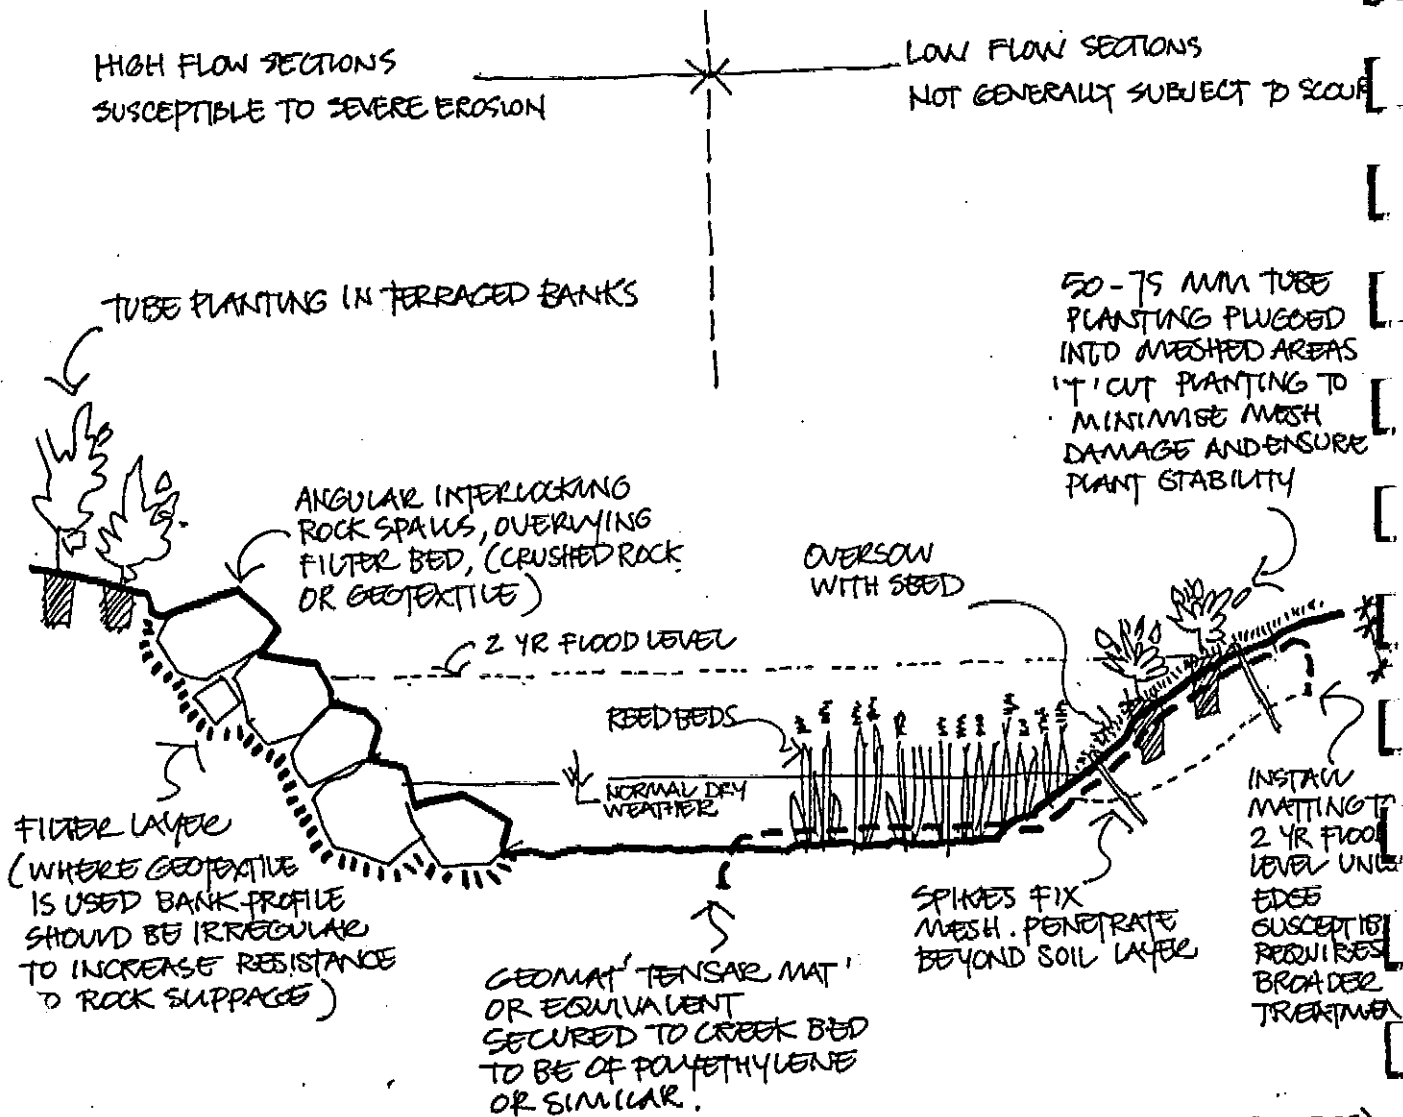 HIGH FLOW SECTIONS
SUSCEPTIBLE TO SEVERE EROSION
LOW FLOW SECTIONS
NOT GENERALLY SUBJECT TO SCOUR
TUBE PLANTING IN TERRACED BANKS
50-75 MM TUBE
PLANTING PLUGGED
INTO MESHED AREAS
'T' CUT PLANTING TO
MINIMISE MESH
DAMAGE AND ENSURE
PLANT STABILITY
ANGULAR INTERLOCKING
ROCK SPALLS, OVERLYING
FILTER BED, (CRUSHED ROCK
OR GEOTEXTILE)
OVERSOW
WITH SEED
2 YR FLOOD LEVEL
REEDBEDS
NORMAL DRY
WEATHER
FILTER LAYER
(WHERE GEOTEXTILE
IS USED BANK PROFILE
SHOULD BE IRREGULAR
TO INCREASE RESISTANCE
TO ROCK SLIPPAGE)
GEOMAT 'TENSAR MAT'
OR EQUIVALENT
SECURED TO CREEK BED
TO BE OF POLYETHYLENE
OR SIMILAR.
SPIKES FIX
MESH. PENETRATE
BEYOND SOIL LAYER
INSTALL
MATTING TO
2 YR FLOOD
LEVEL
EDGE
REQUIRES
BROADER